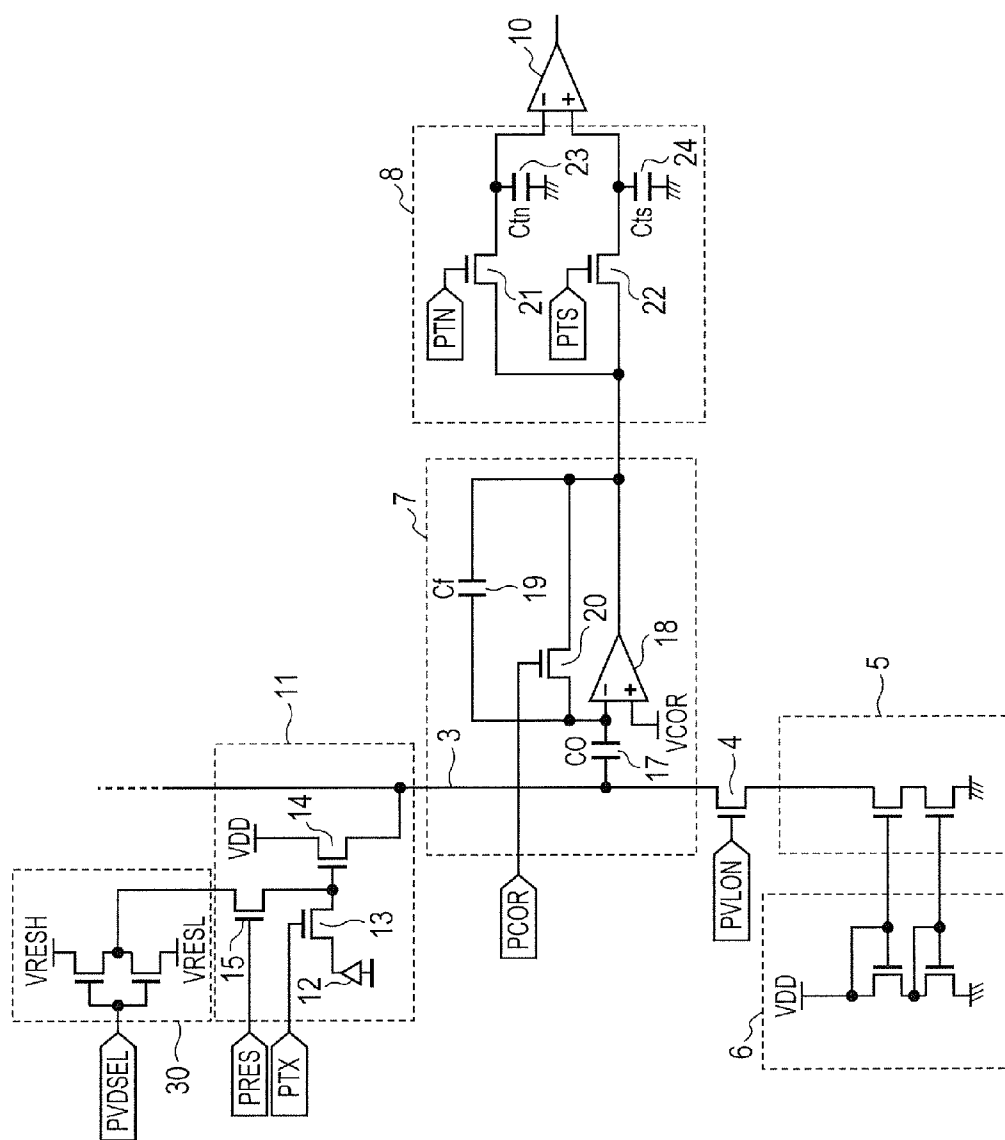 VRESH
VRESL
PVDSEL
30
PRES
PTX
15
12
13
14
VDD
11
3
PCOR
7
Cf
19
20
18
CO
17
VCOR
4
PVLON
5
6
VDD
8
PTN
21
Ctn
23
PTS
22
Cts
24
10
-
+
-
+